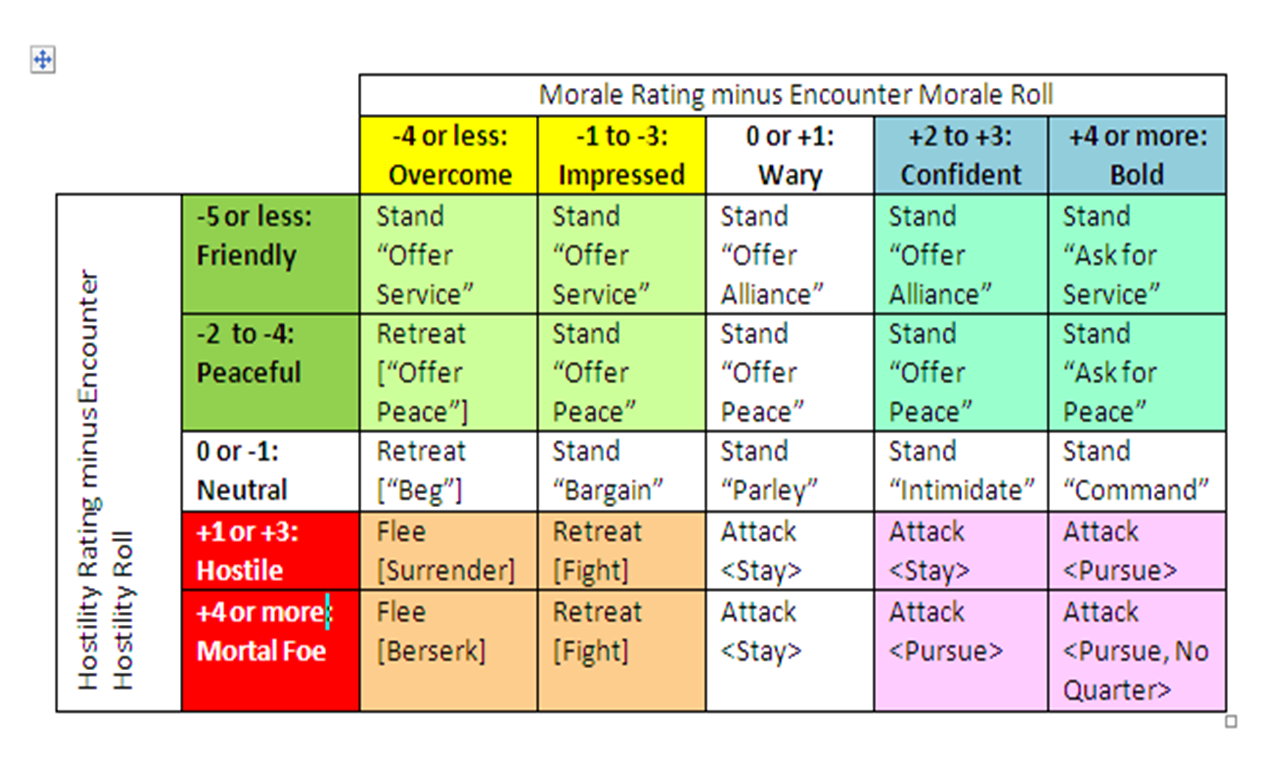 Morale Rating minus Encounter Morale Roll
-4 or less:
Overcome
-1 to -3:
Impressed
0 or +1:
Wary
+2 to +3:
Confident
+4 or more:
Bold
Hostility Rating minus Encounter
Hostility Roll
-5 or less:
Friendly
Stand
“Offer
Service”
Stand
“Offer
Service”
Stand
“Offer
Alliance”
Stand
“Offer
Alliance”
Stand
“Ask for
Service”
-2 to -4:
Peaceful
Retreat
[“Offer
Peace”]
Stand
“Offer
Peace”
Stand
“Offer
Peace”
Stand
“Offer
Peace”
Stand
“Ask for
Peace”
0 or -1:
Neutral
Retreat
[“Beg”]
Stand
“Bargain”
Stand
“Parley”
Stand
“Intimidate”
Stand
“Command”
+1 or +3:
Hostile
Flee
[Surrender]
Retreat
[Fight]
Attack
<Stay>
Attack
<Stay>
Attack
<Pursue>
+4 or more:
Mortal Foe
Flee
[Berserk]
Retreat
[Fight]
Attack
<Stay>
Attack
<Pursue>
Attack
<Pursue, No
Quarter>